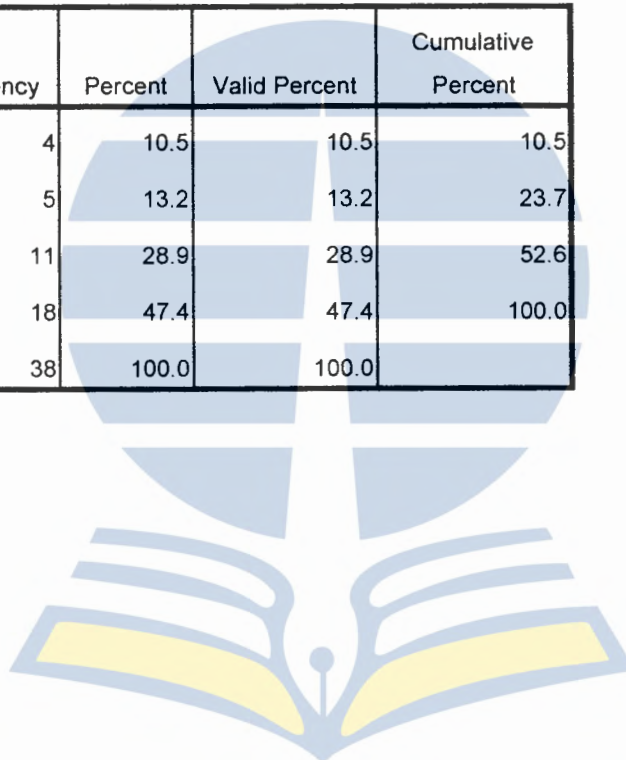 Cumulative
ency Percent Valid Percent Percent
4 10.5 10.5 10.5
5 13.2 13.2 23.7
11 28.9 28.9 52.6
18 47.4 47.4 100.0
38 100.0 100.0